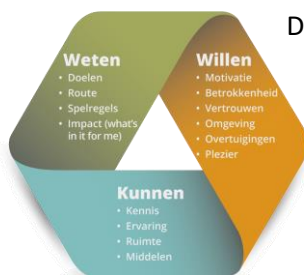 D
Weten
• Doelen
• Route
• Spelregels
• Impact (what's
in it for me)
Willen
• Motivatie
• Betrokkenheid
• Vertrouwen
• Omgeving
• Overtuigingen
• Plezier
Kunnen
• Kennis
• Ervaring
• Ruimte
• Middelen